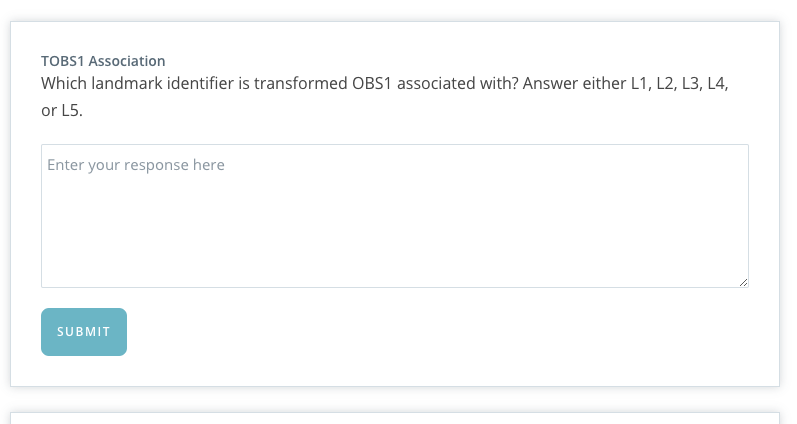 TOBS1 Association
Which landmark identifier is transformed OBS1 associated with? Answer either L1, L2, L3, L4,
or L5.
Enter your response here
SUBMIT